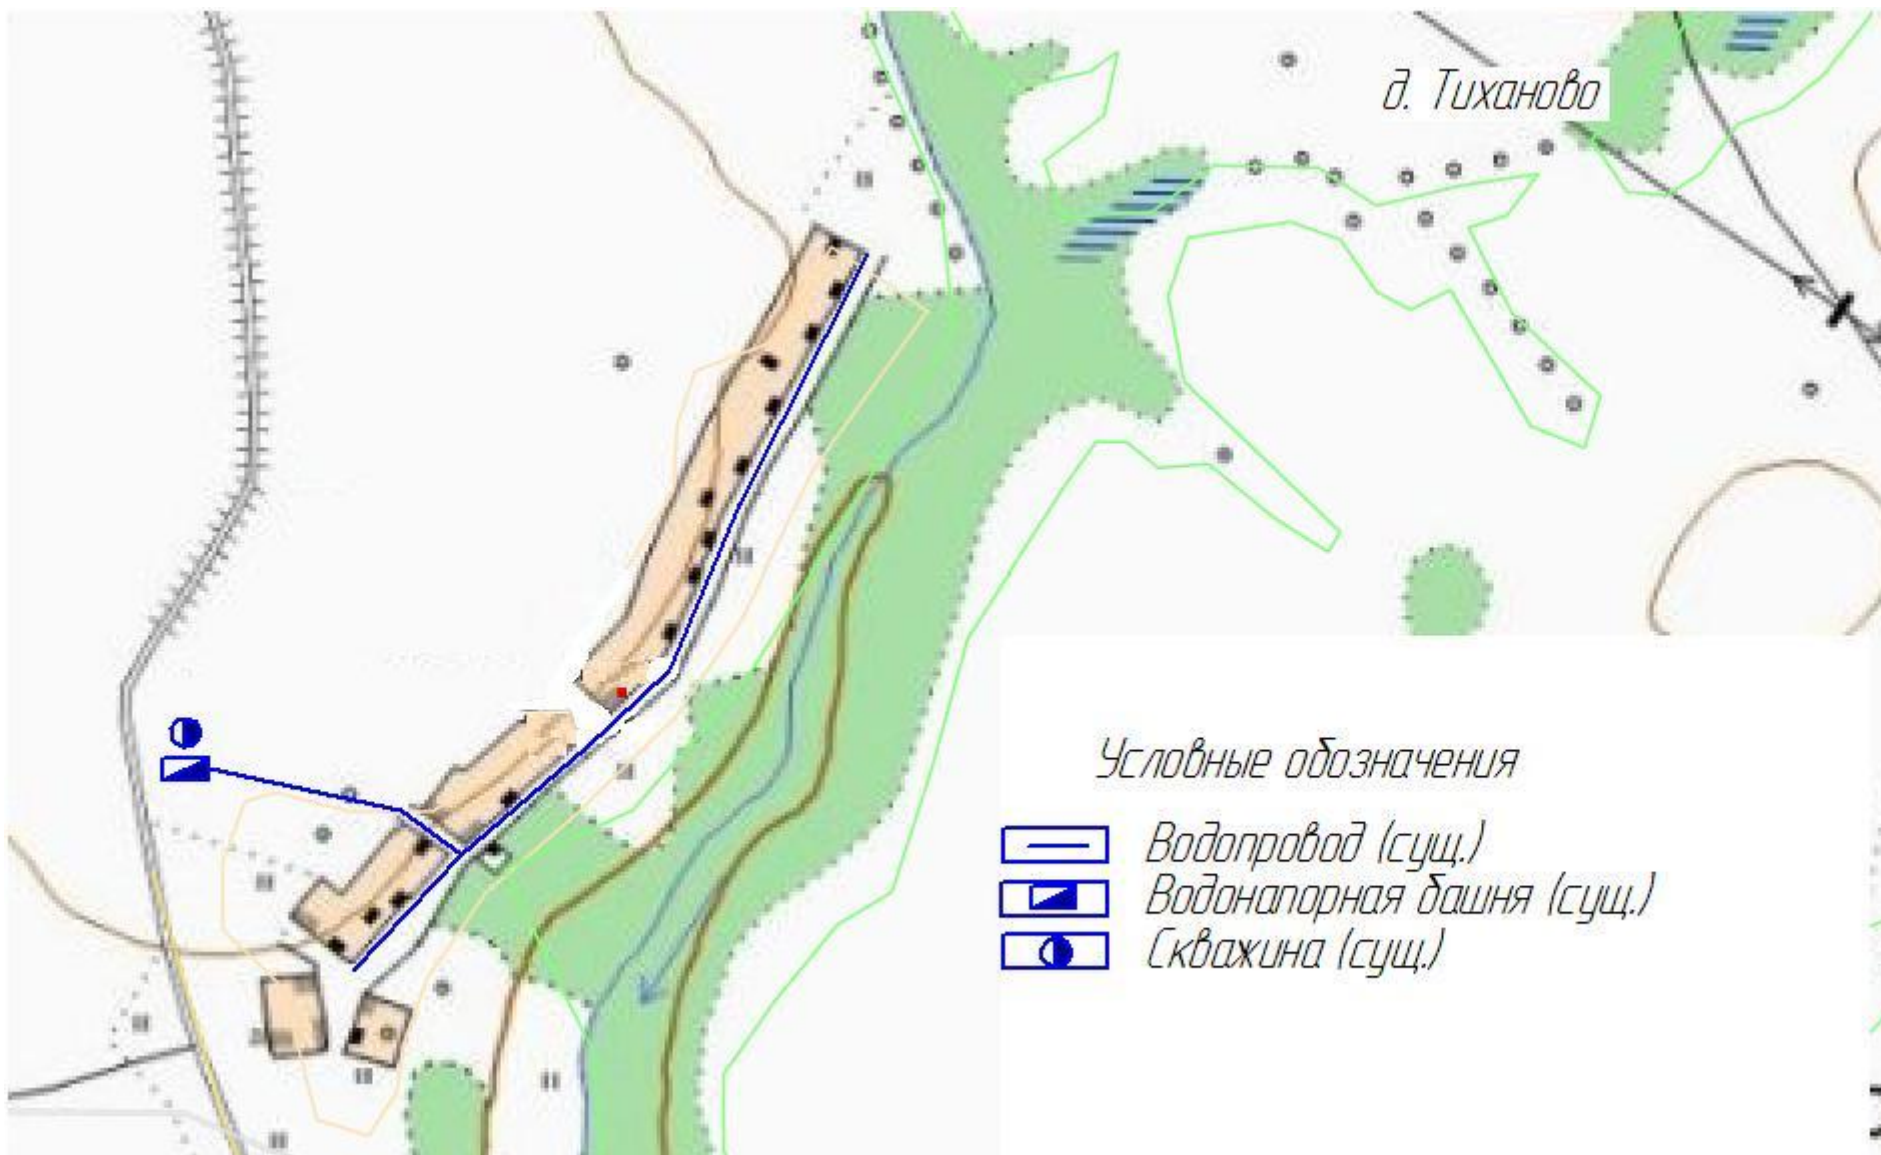 д. Тиханово
Условные обозначения
Водопровод (сущ.)
Водонапорная башня (сущ.)
Скважина (сущ.)